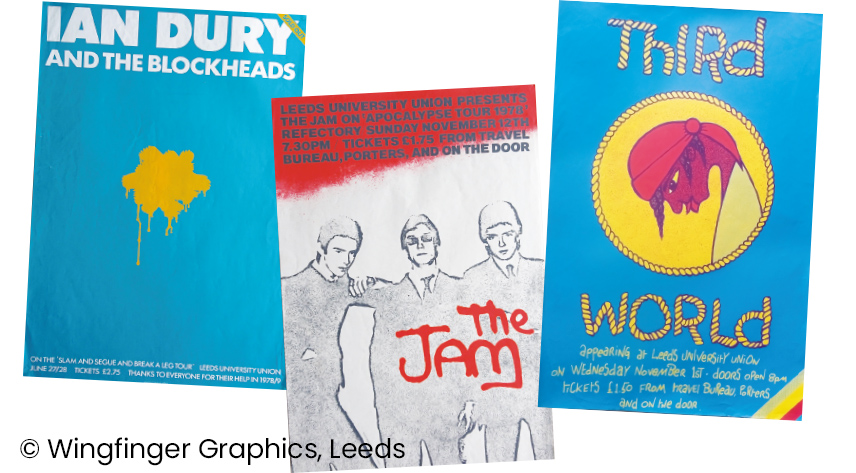 IAN DURY
AND THE BLOCKHEADS
ON THE 'SLAM AND SEGUE AND BREAK A LEG TOUR' LEEDS UNIVERSITY UNION
JUNE 27/28 TICKETS £2.75 THANKS TO EVERYONE FOR THEIR HELP IN 1978/9
LEEDS UNIVERSITY UNION PRESENTS
THE JAM ON 'APOCALYPSE TOUR 1978'
REFECTORY SUNDAY NOVEMBER 12TH
7.30PM TICKETS £1.75 FROM TRAVEL
BUREAU, PORTERS, AND ON THE DOOR
The
JAM
ThIRd
WORLd
appearing at Leeds University Union
on Wednesday November 1st - doors open 8pm
tickets £1.60 from travel Bureau, Porters
and on the door
© Wingfinger Graphics, Leeds